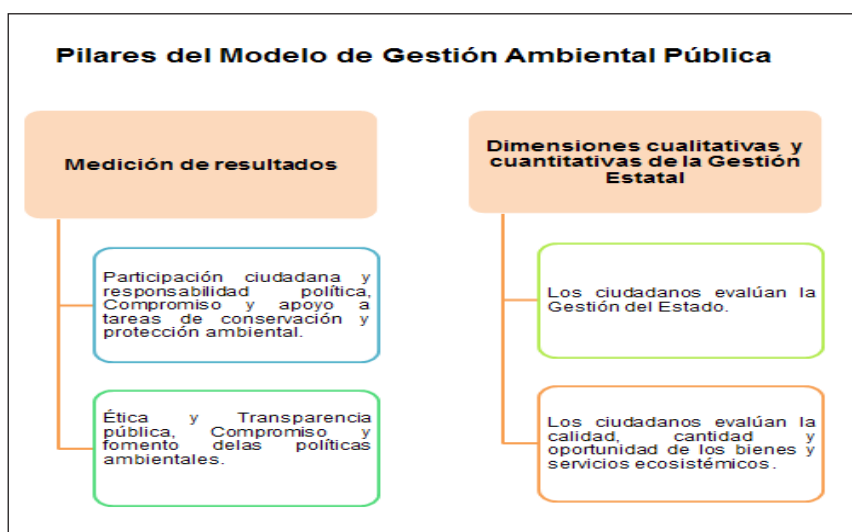 Pilares del Modelo de Gestión Ambiental Pública
Medición de resultados
Participación ciudadana y
responsabilidad política,
Compromiso y apoyo a
tareas de conservación y
protección ambiental.
Ética y Transparencia
pública, Compromiso y
fomento delas políticas
ambientales.
Dimensiones cualitativas y
cuantitativas de la Gestión
Estatal
Los ciudadanos evalúan la
Gestión del Estado.
Los ciudadanos evalúan la
calidad, cantidad y
oportunidad de los bienes y
servicios ecosistémicos.